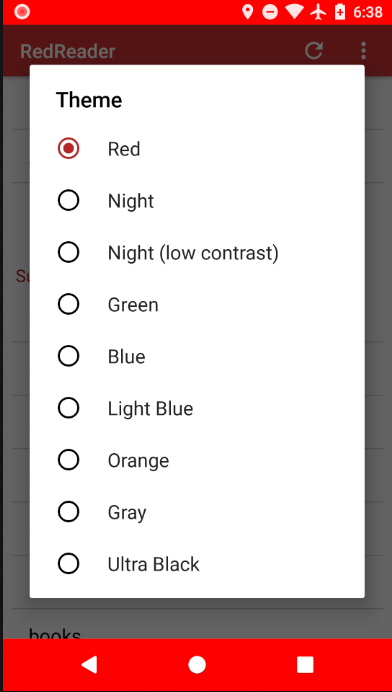 6:38
RedReader
Theme
Red
Night
Night (low contrast)
Green
Blue
Light Blue
Orange
Gray
Ultra Black
books